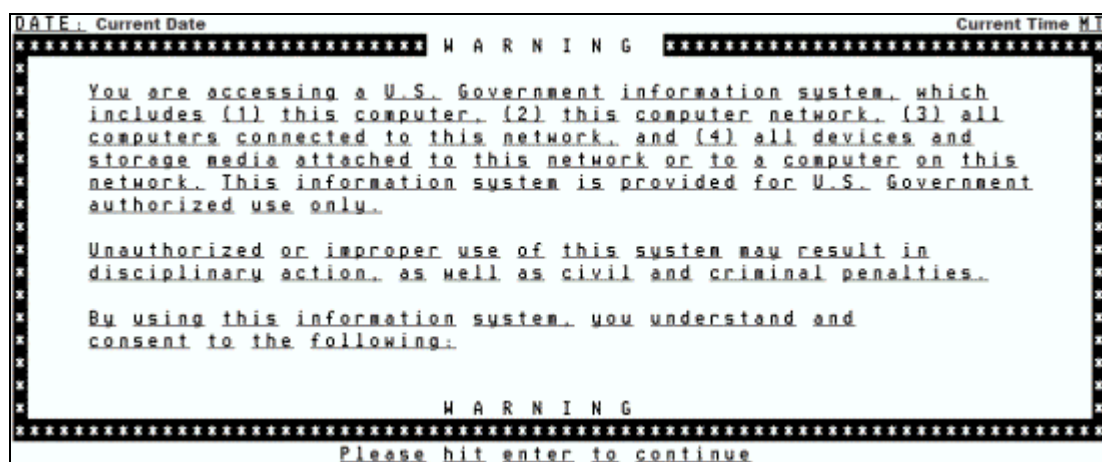 DATE: Current Date Current Time MT
WARNING
You are accessing a U.S. Government information system, which
includes (1) this computer, (2) this computer network, (3) all
computers connected to this network, and (4) all devices and
storage media attached to this network or to a computer on this
network. This information system is provided for U.S. Government
authorized use only.
Unauthorized or improper use of this system may result in
disciplinary action, as well as civil and criminal penalties.
By using this information system, you understand and
consent to the following:
WARNING
Please hit enter to continue